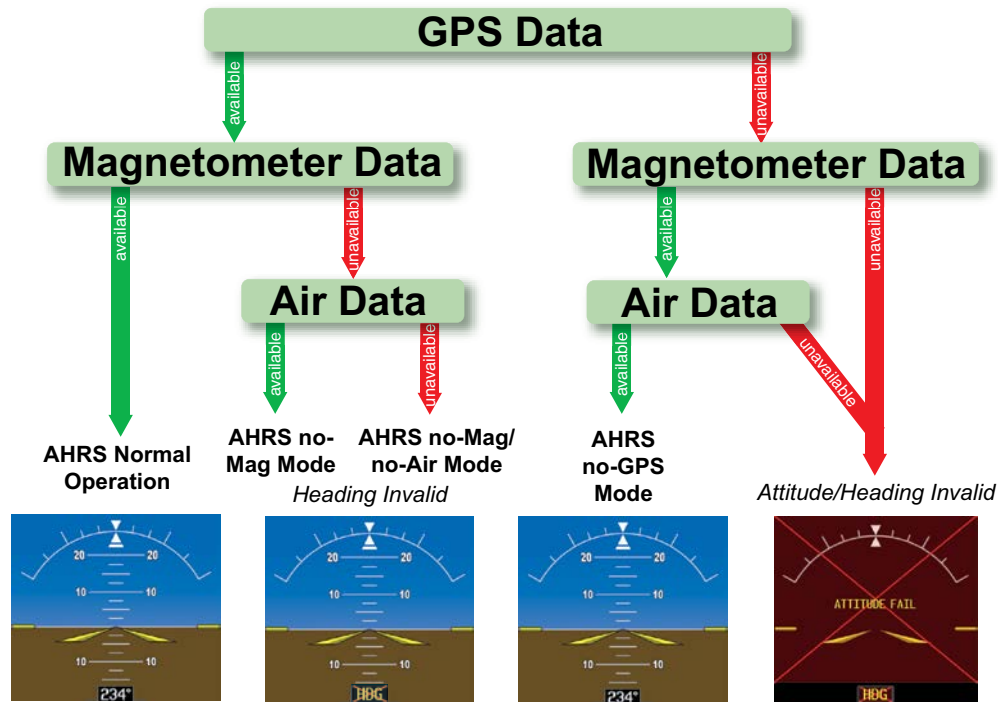 GPS Data
available
unavailable
Magnetometer Data
Magnetometer Data
available
unavailable
available
unavailable
Air Data
Air Data
available
unavailable
available
unavailable
AHRS Normal
Operation
AHRS no-
Mag Mode
AHRS no-Mag/
no-Air Mode
Heading Invalid
AHRS
no-GPS
Mode
Attitude/Heading Invalid
20 20
10 10
10 10
234°
20 20
10 10
10 10
HDG
20 20
10 10
10 10
234°
ATTITUDE FAIL
HDG